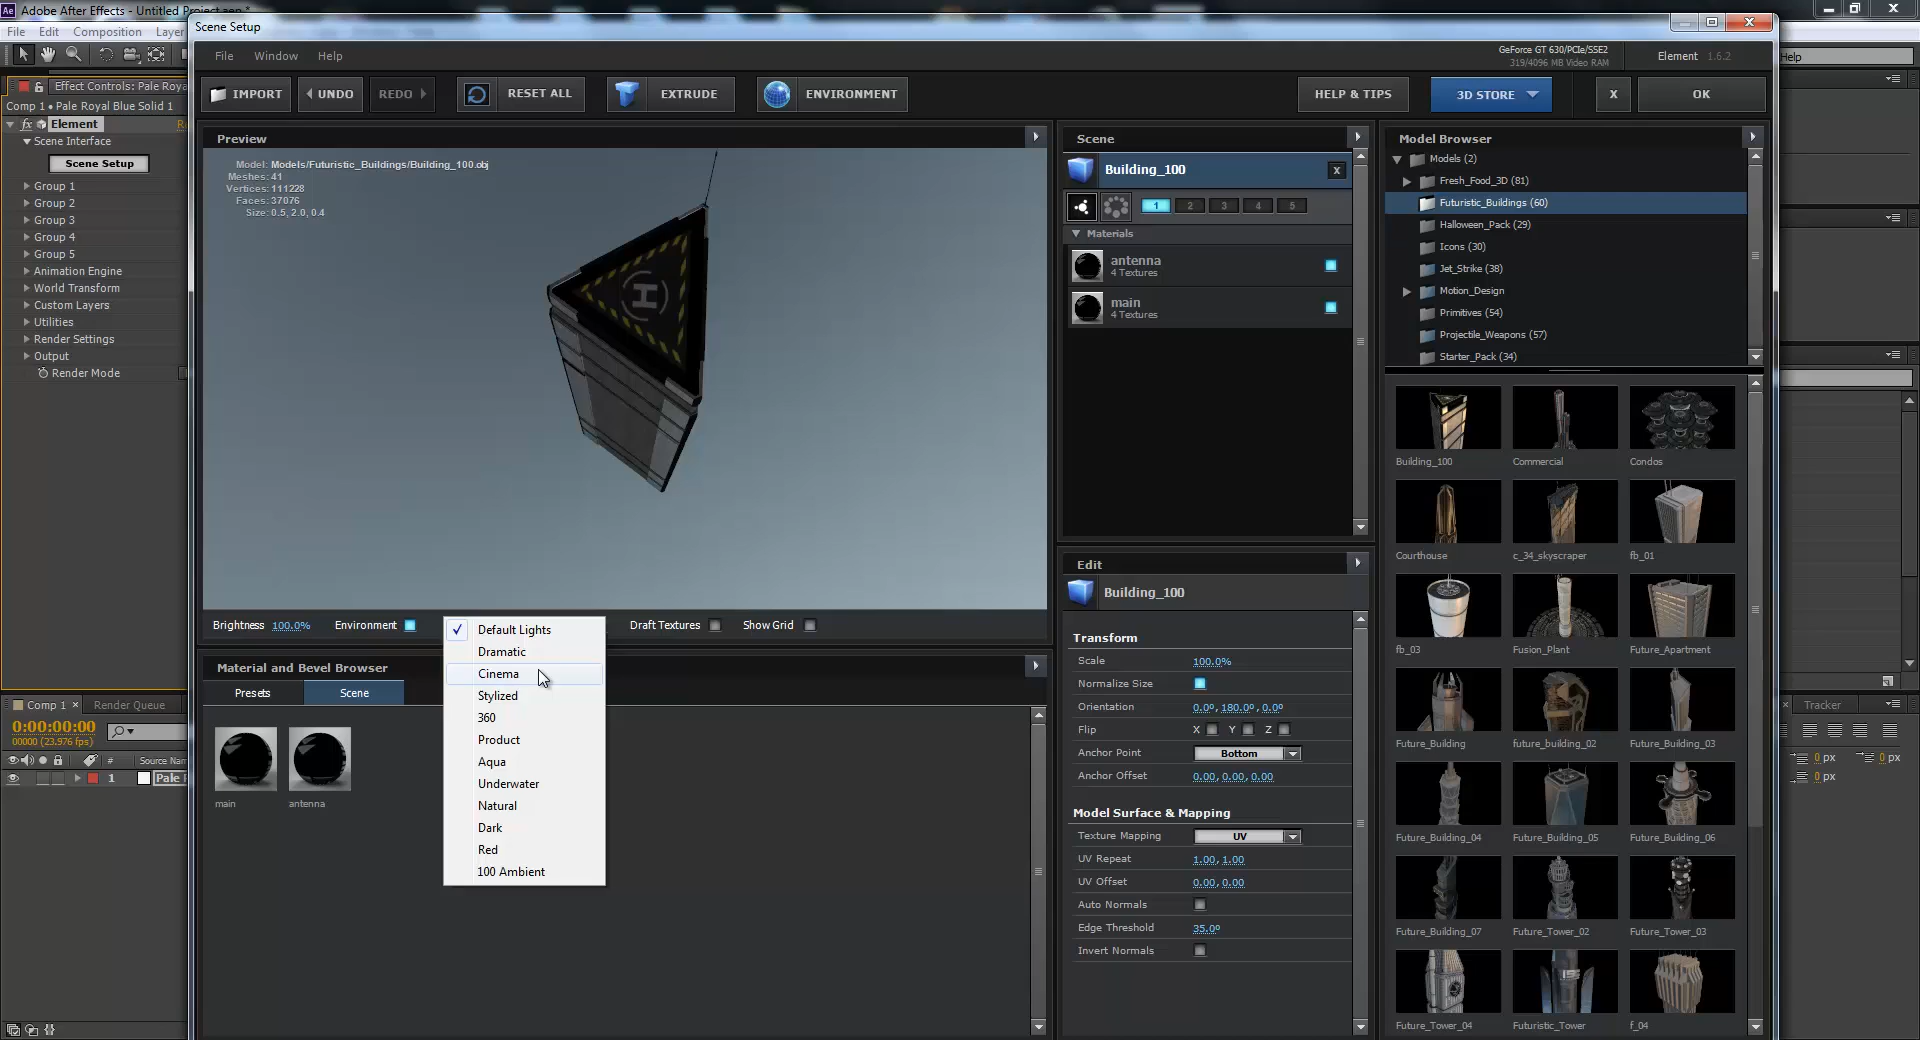 Adobe After Effects - Untitled Project.aep *
Scene Setup
File Edit Composition Layer
Help
File Window Help
GeForce GT 630/PCIe/SSE2
319/4096 MB Video RAM
Element 1.6.2
IMPORT
UNDO
REDO
RESET ALL
EXTRUDE
ENVIRONMENT
HELP & TIPS
3D STORE
X
OK
Effect Controls: Pale Roya
Comp 1 • Pale Royal Blue Solid 1
fx Element
Scene Interface
Scene Setup
Group 1
Group 2
Group 3
Group 4
Group 5
Animation Engine
World Transform
Custom Layers
Utilities
Render Settings
Output
Render Mode
Preview
Model: Models/Futuristic_Buildings/Building_100.obj
Meshes: 41
Vertices: 111228
Faces: 37076
Size: 0.5, 2.0, 0.4
H
Brightness 100.0% Environment
Draft Textures Show Grid
Default Lights
Dramatic
Cinema
Stylized
360
Product
Aqua
Underwater
Natural
Dark
Red
100 Ambient
Material and Bevel Browser
Presets Scene
main antenna
Scene
Building_100 x
1 2 3 4 5
Materials
antenna
4 Textures
main
4 Textures
Edit
Building_100
Transform
Scale 100.0%
Normalize Size
Orientation 0.0º, 180.0º, 0.0º
Flip X Y Z
Anchor Point Bottom
Anchor Offset 0.00, 0.00, 0.00
Model Surface & Mapping
Texture Mapping UV
UV Repeat 1.00, 1.00
UV Offset 0.00, 0.00
Auto Normals
Edge Threshold 35.0º
Invert Normals
Model Browser
Models (2)
Fresh_Food_3D (81)
Futuristic_Buildings (60)
Halloween_Pack (29)
Icons (30)
Jet_Strike (38)
Motion_Design
Primitives (54)
Projectile_Weapons (57)
Starter_Pack (34)
Building_100 Commercial Condos
Courthouse c_34_skyscraper fb_01
fb_03 Fusion_Plant Future_Apartment
Future_Building future_building_02 Future_Building_03
Future_Building_04 Future_Building_05 Future_Building_06
Future_Building_07 Future_Tower_02 Future_Tower_03
Future_Tower_04 Futuristic_Tower f_04
Comp 1 × Render Queue
0:00:00:00
00000 (23.976 fps)
# Source Nam
1 Pale
Tracker
0 px 0 px
0 px